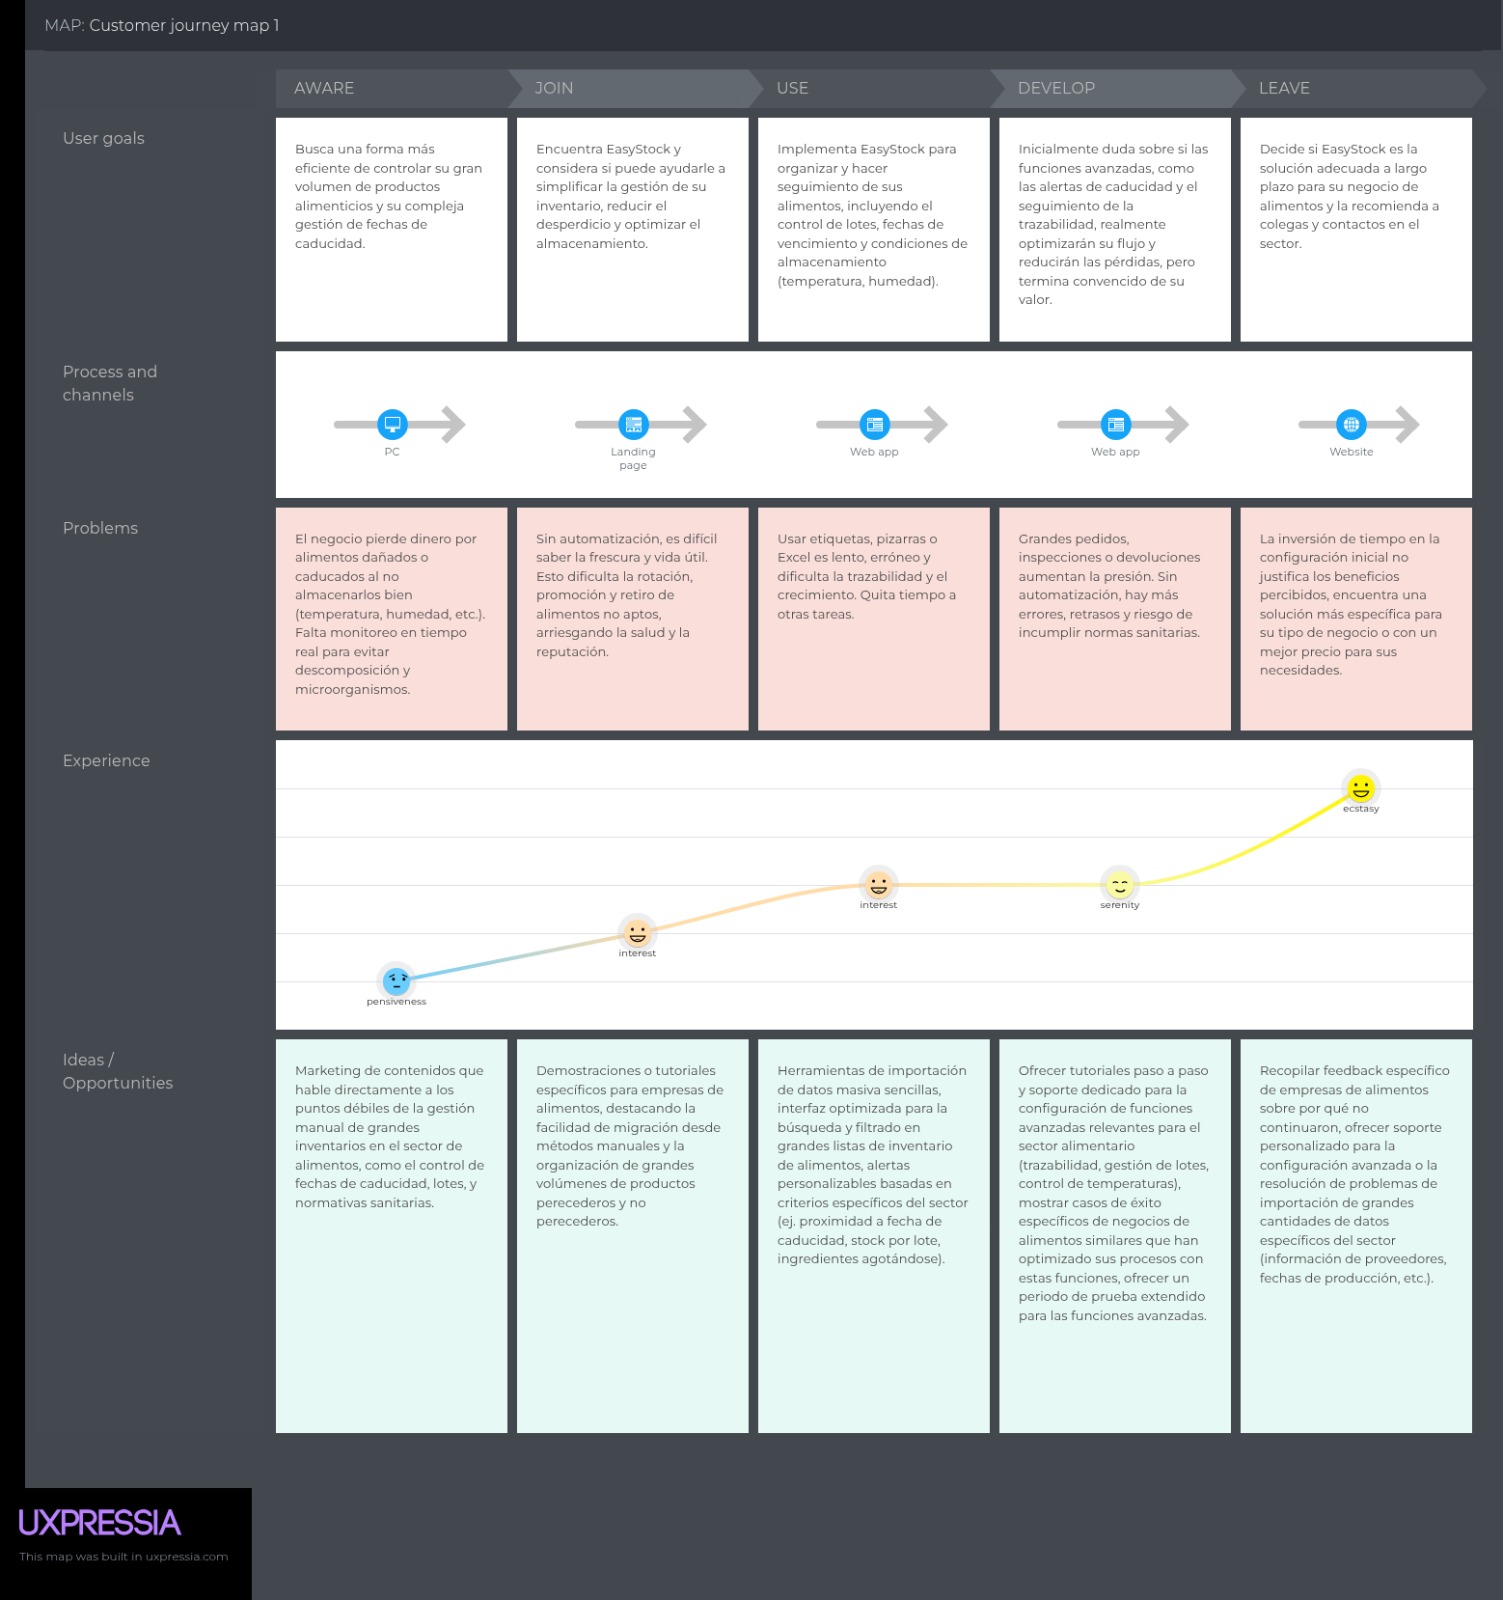 MAP: Customer journey map 1
AWARE
JOIN
USE
DEVELOP
LEAVE
User goals
Busca una forma más
eficiente de controlar su gran
volumen de productos
alimenticios y su compleja
gestión de fechas de
caducidad.
Encuentra EasyStock y
considera si puede ayudarle a
simplificar la gestión de su
inventario, reducir el
desperdicio y optimizar el
almacenamiento.
Implementa EasyStock para
organizar y hacer
seguimiento de sus
alimentos, incluyendo el
control de lotes, fechas de
vencimiento y condiciones de
almacenamiento
(temperatura, humedad).
Inicialmente duda sobre si las
funciones avanzadas, como
las alertas de caducidad y el
seguimiento de la
trazabilidad, realmente
optimizarán su flujo y
reducirán las pérdidas, pero
termina convencido de su
valor.
Decide si EasyStock es la
solución adecuada a largo
plazo para su negocio de
alimentos y la recomienda a
colegas y contactos en el
sector.
Process and
channels
PC
Landing
page
Web app
Web app
Website
Problems
El negocio pierde dinero por
alimentos dañados o
caducados al no
almacenarlos bien
(temperatura, humedad, etc.).
Falta monitoreo en tiempo
real para evitar
descomposición y
microorganismos.
Sin automatización, es difícil
saber la frescura y vida útil.
Esto dificulta la rotación,
promoción y retiro de
alimentos no aptos,
arriesgando la salud y la
reputación.
Usar etiquetas, pizarras o
Excel es lento, erróneo y
dificulta la trazabilidad y el
crecimiento. Quita tiempo a
otras tareas.
Grandes pedidos,
inspecciones o devoluciones
aumentan la presión. Sin
automatización, hay más
errores, retrasos y riesgo de
incumplir normas sanitarias.
La inversión de tiempo en la
configuración inicial no
justifica los beneficios
percibidos, encuentra una
solución más específica para
su tipo de negocio o con un
mejor precio para sus
necesidades.
Experience
pensiveness
interest
interest
serenity
ecstasy
Ideas /
Opportunities
Marketing de contenidos que
hable directamente a los
puntos débiles de la gestión
manual de grandes
inventarios en el sector de
alimentos, como el control de
fechas de caducidad, lotes, y
normativas sanitarias.
Demostraciones o tutoriales
específicos para empresas de
alimentos, destacando la
facilidad de migración desde
métodos manuales y la
organización de grandes
volúmenes de productos
perecederos y no
perecederos.
Herramientas de importación
de datos masiva sencillas,
interfaz optimizada para la
búsqueda y filtrado en
grandes listas de inventario
de alimentos, alertas
personalizables basadas en
criterios específicos del sector
(ej. proximidad a fecha de
caducidad, stock por lote,
ingredientes agotándose).
Ofrecer tutoriales paso a paso
y soporte dedicado para la
configuración de funciones
avanzadas relevantes para el
sector alimentario
(trazabilidad, gestión de lotes,
control de temperaturas),
mostrar casos de éxito
específicos de negocios de
alimentos similares que han
optimizado sus procesos con
estas funciones, ofrecer un
periodo de prueba extendido
para las funciones avanzadas.
Recopilar feedback específico
de empresas de alimentos
sobre por qué no
continuaron, ofrecer soporte
personalizado para la
configuración avanzada o la
resolución de problemas de
importación de grandes
cantidades de datos
específicos del sector
(información de proveedores,
fechas de producción, etc.).
UXPRESSIA
This map was built in uxpressia.com